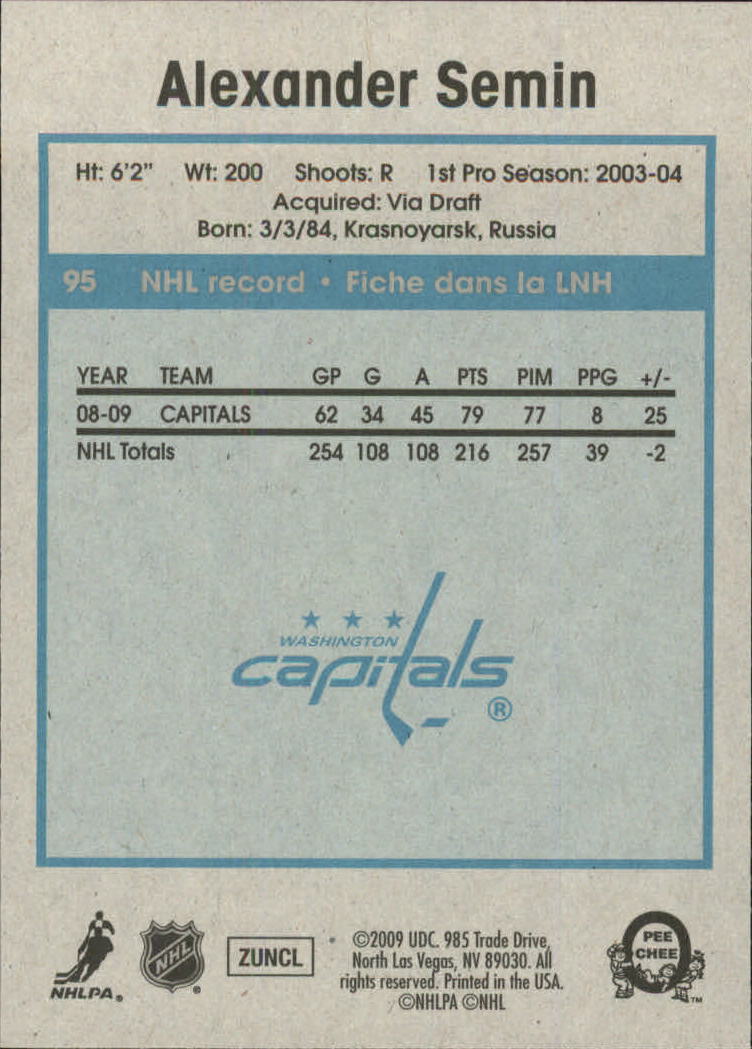 Alexander Semin
Ht: 6'2" Wt: 200 Shoots: R 1st Pro Season: 2003-04
Acquired: Via Draft
Born: 3/3/84, Krasnoyarsk, Russia
95 NHL record • Fiche dans la LNH
YEAR TEAM GP G A PTS PIM PPG +/-
08-09 CAPITALS 62 34 45 79 77 8 25
NHL Totals 254 108 108 216 257 39 -2
WASHINGTON
capitals ®
NHLPA®
NHL ®
ZUNCL
©2009 UDC. 985 Trade Drive,
North Las Vegas, NV 89030. All
rights reserved. Printed in the USA.
©NHLPA ©NHL
O
PEE
CHEE
TM